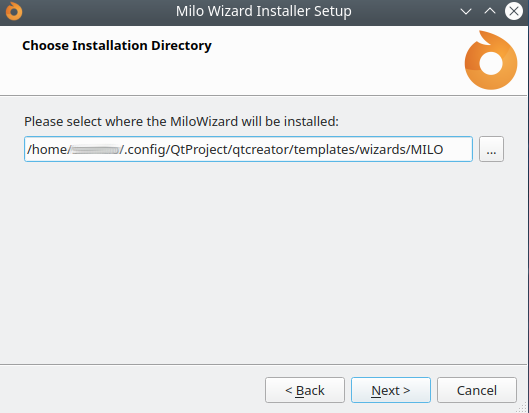 Milo Wizard Installer Setup
Choose Installation Directory
Please select where the MiloWizard will be installed:
/home/ /.config/QtProject/qtcreator/templates/wizards/MILO ...
< Back Next > Cancel